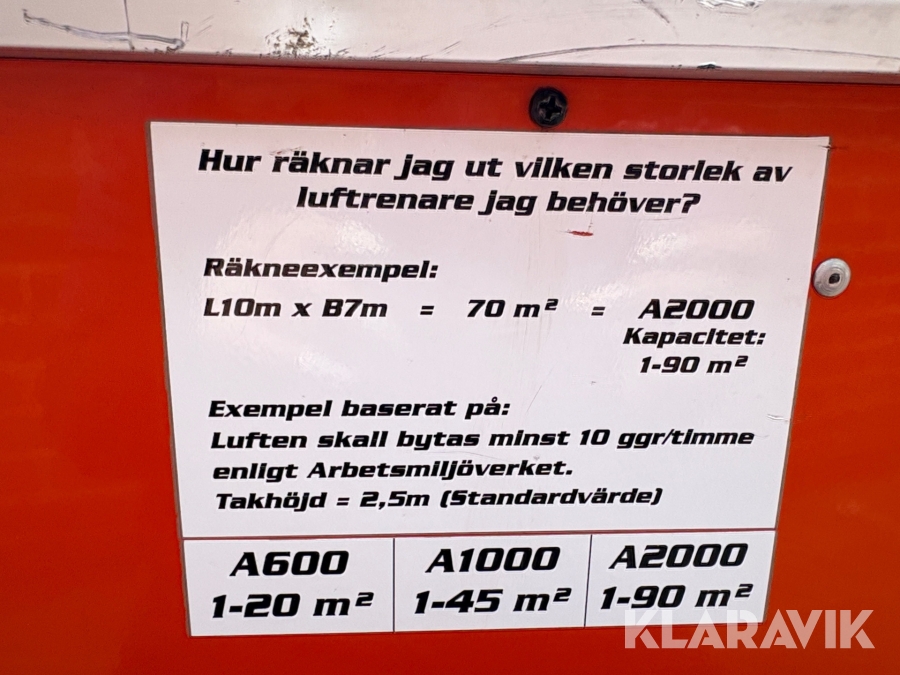 Hur räknar jag ut vilken storlek av
luftrenare jag behöver?
Räkneexempel:
L10m x B7m = 70 m² = A2000
Kapacitet:
1-90 m²
Exempel baserat på:
Luften skall bytas minst 10 ggr/timme
enligt Arbetsmiljöverket.
Takhöjd = 2,5m (Standardvärde)
A600 A1000 A2000
1-20 m² 1-45 m² 1-90 m²
KLARAVIK